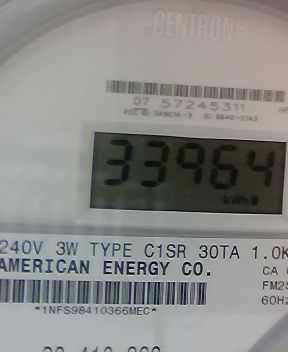 CENTRON®
07 57245311
33964
kWh
240V 3W TYPE C1SR 30TA 1.0K
AMERICAN ENERGY CO.
CA
FM2S
60HZ
*1NFS98410366MEC*